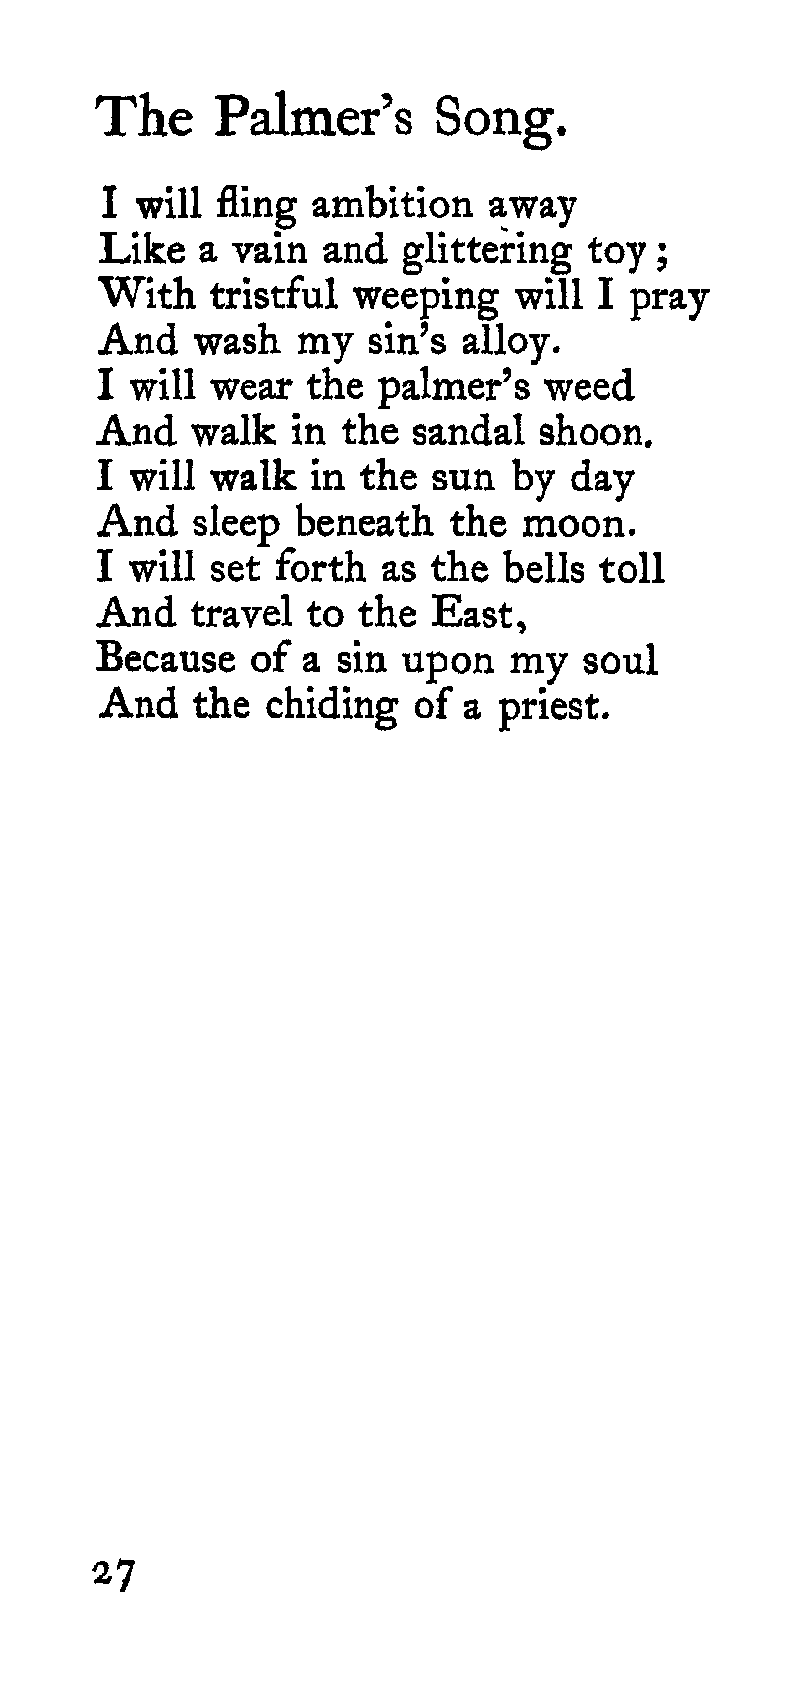 The Palmer’s Song.
I will fling ambition away
Like a vain and glittering toy ;
With tristful weeping will I pray
And wash my sin’s alloy.
I will wear the palmer’s weed
And walk in the sandal shoon.
I will walk in the sun by day
And sleep beneath the moon.
I will set forth as the bells toll
And travel to the East,
Because of a sin upon my soul
And the chiding of a priest.
27